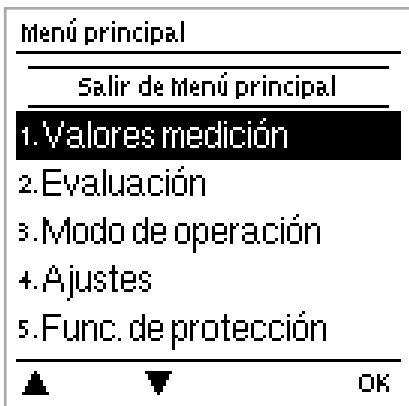 Menú principal
Salir de Menú principal
1.Valores medición
2.Evaluación
3.Modo de operación
4.Ajustes
5.Func. de protección
OK